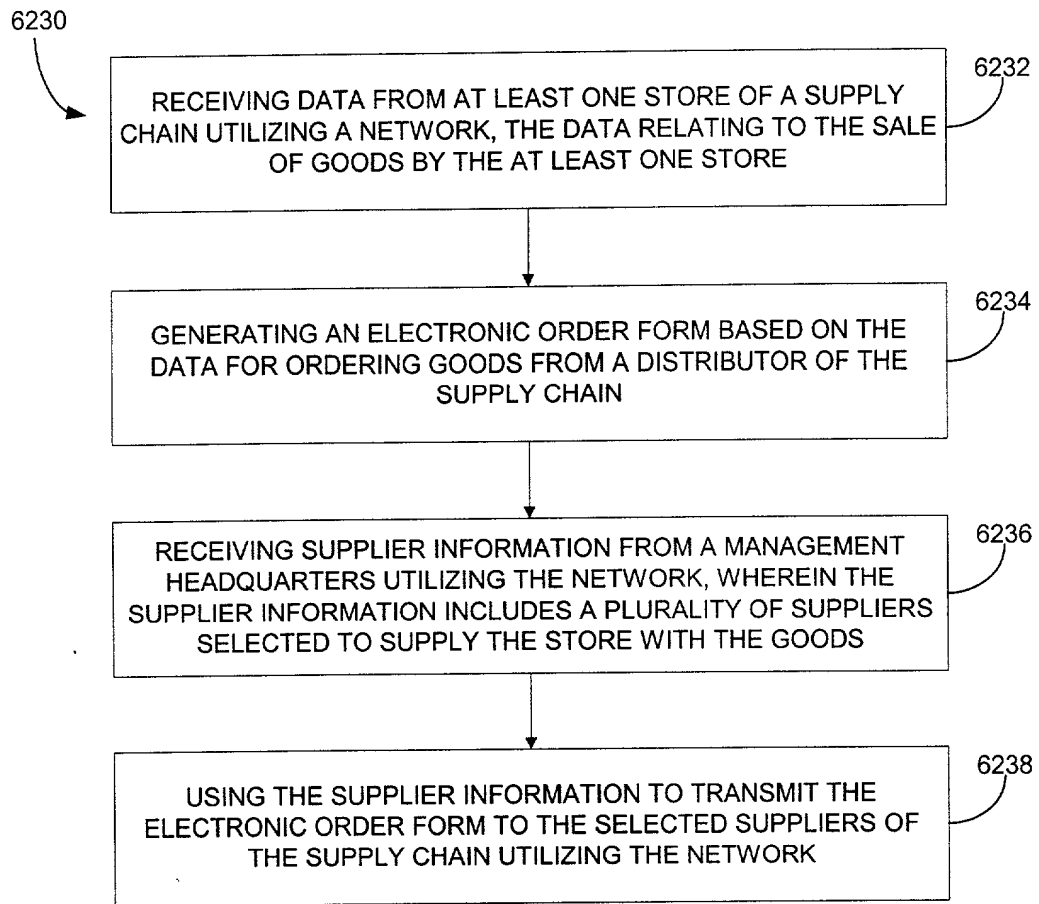 6230
6232
RECEIVING DATA FROM AT LEAST ONE STORE OF A SUPPLY
CHAIN UTILIZING A NETWORK, THE DATA RELATING TO THE SALE
OF GOODS BY THE AT LEAST ONE STORE
6234
GENERATING AN ELECTRONIC ORDER FORM BASED ON THE
DATA FOR ORDERING GOODS FROM A DISTRIBUTOR OF THE
SUPPLY CHAIN
6236
RECEIVING SUPPLIER INFORMATION FROM A MANAGEMENT
HEADQUARTERS UTILIZING THE NETWORK, WHEREIN THE
SUPPLIER INFORMATION INCLUDES A PLURALITY OF SUPPLIERS
SELECTED TO SUPPLY THE STORE WITH THE GOODS
6238
USING THE SUPPLIER INFORMATION TO TRANSMIT THE
ELECTRONIC ORDER FORM TO THE SELECTED SUPPLIERS OF
THE SUPPLY CHAIN UTILIZING THE NETWORK